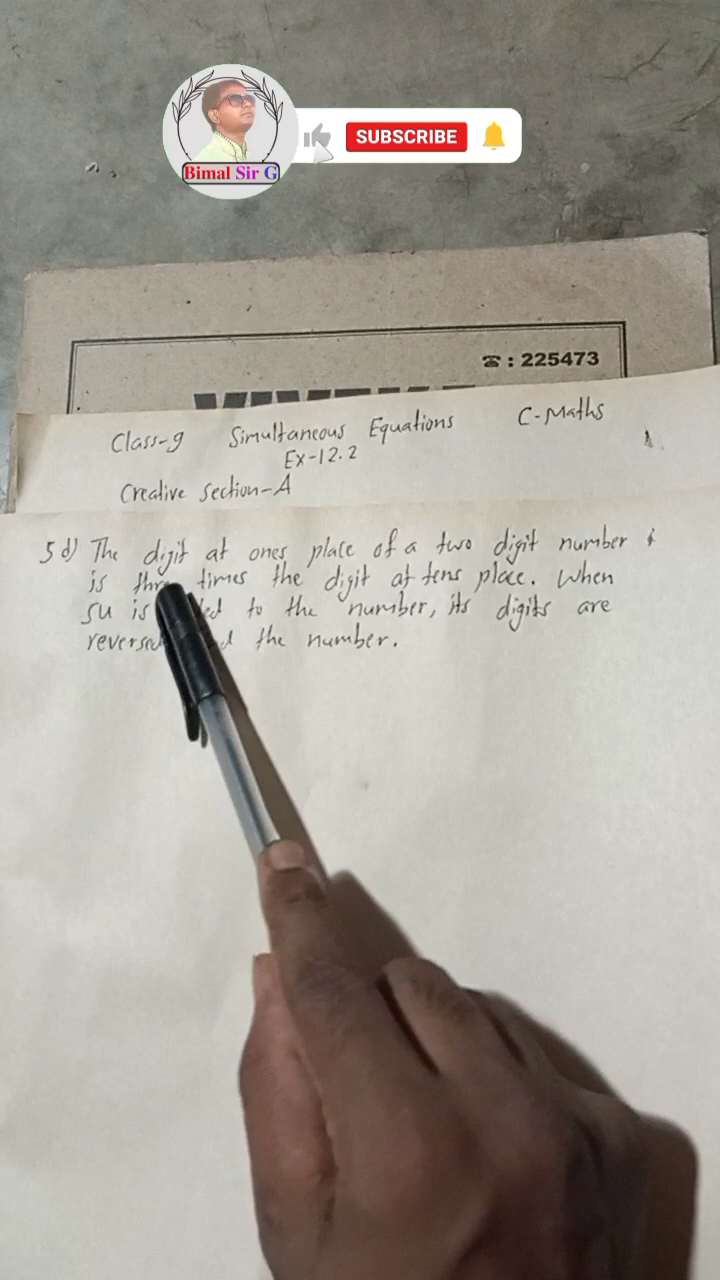 Bimal Sir G
SUBSCRIBE
☎ : 225473
Class-9 Simultaneous Equations C-Maths
Ex-12.2
Creative section-A
5 d) The digit at ones place of a two digit number
is times the digit at tens place. When
is to the number, its digits are
the number.